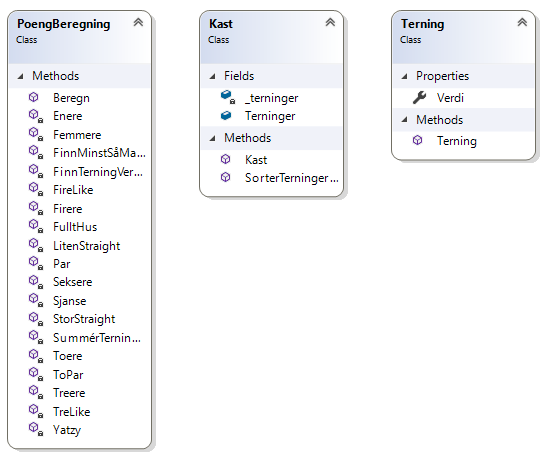 PoengBeregning
Class
Methods
Beregn
Enere
Femmere
FinnMinstSåMa...
FinnTerningVer...
FireLike
Firere
FulltHus
LitenStraight
Par
Seksere
Sjanse
StorStraight
SummérTernin...
Toere
ToPar
Treere
TreLike
Yatzy
Kast
Class
Fields
_terninger
Terninger
Methods
Kast
SorterTerninger...
Terning
Class
Properties
Verdi
Methods
Terning